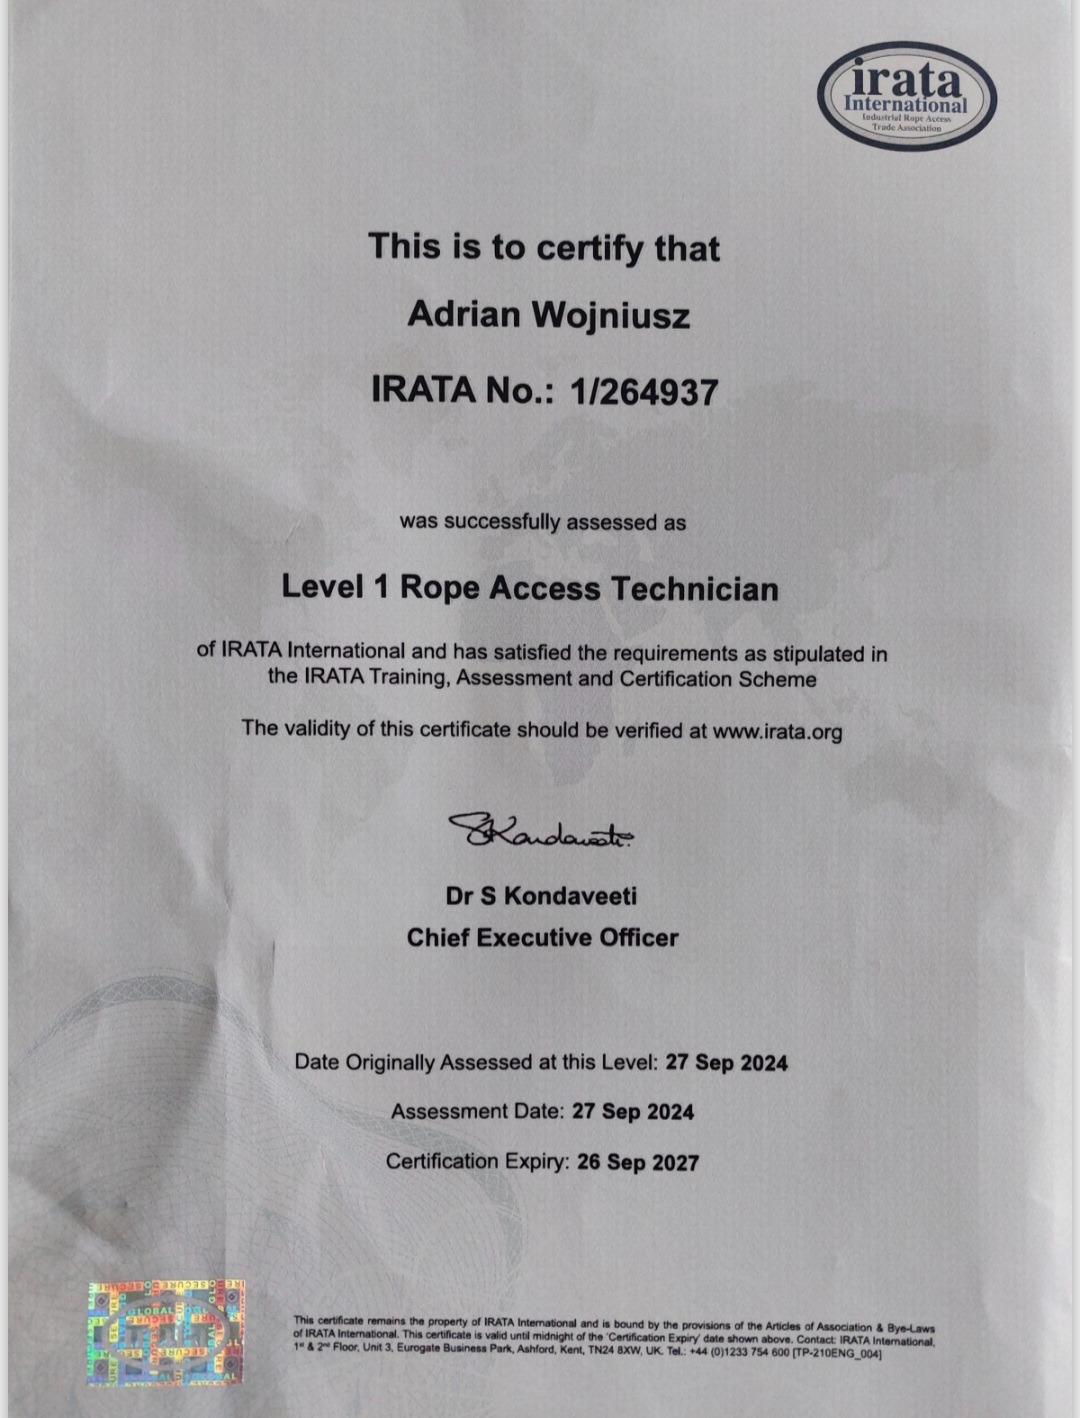 irata
International
Industrial Rope Access
Trade Association
This is to certify that
Adrian Wojniusz
IRATA No.: 1/264937
was successfully assessed as
Level 1 Rope Access Technician
of IRATA International and has satisfied the requirements as stipulated in
the IRATA Training, Assessment and Certification Scheme
The validity of this certificate should be verified at www.irata.org
SKondaveeti
Dr S Kondaveeti
Chief Executive Officer
Date Originally Assessed at this Level: 27 Sep 2024
Assessment Date: 27 Sep 2024
Certification Expiry: 26 Sep 2027
GLOBAL
SECURE
This certificate remains the property of IRATA International and is bound by the provisions of the Articles of Association & Bye-Laws
of IRATA International. This certificate is valid until midnight of the 'Certification Expiry' date shown above. Contact: IRATA International,
1st & 2nd Floor, Unit 3, Eurogate Business Park, Ashford, Kent, TN24 8XW, UK. Tel.: +44 (0)1233 754 600 [TP-210ENG_004]